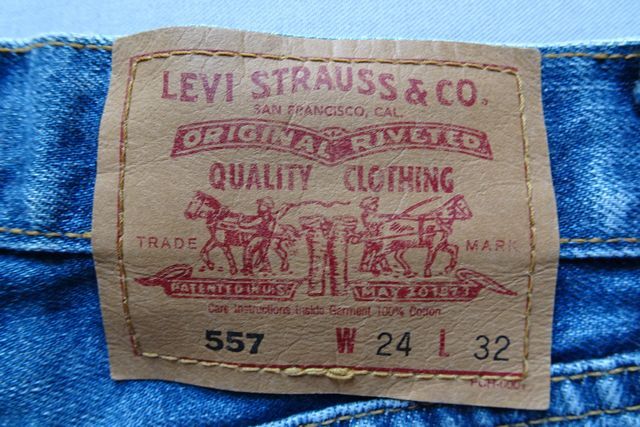 LEVI STRAUSS & CO.
SAN FRANCISCO, CAL.
ORIGINAL RIVETED
QUALITY CLOTHING
TRADE MARK
PATENTED IN U.S. MAY 20 1873
Care Instructions Inside Garment 100% Cotton
557 W 24 L 32